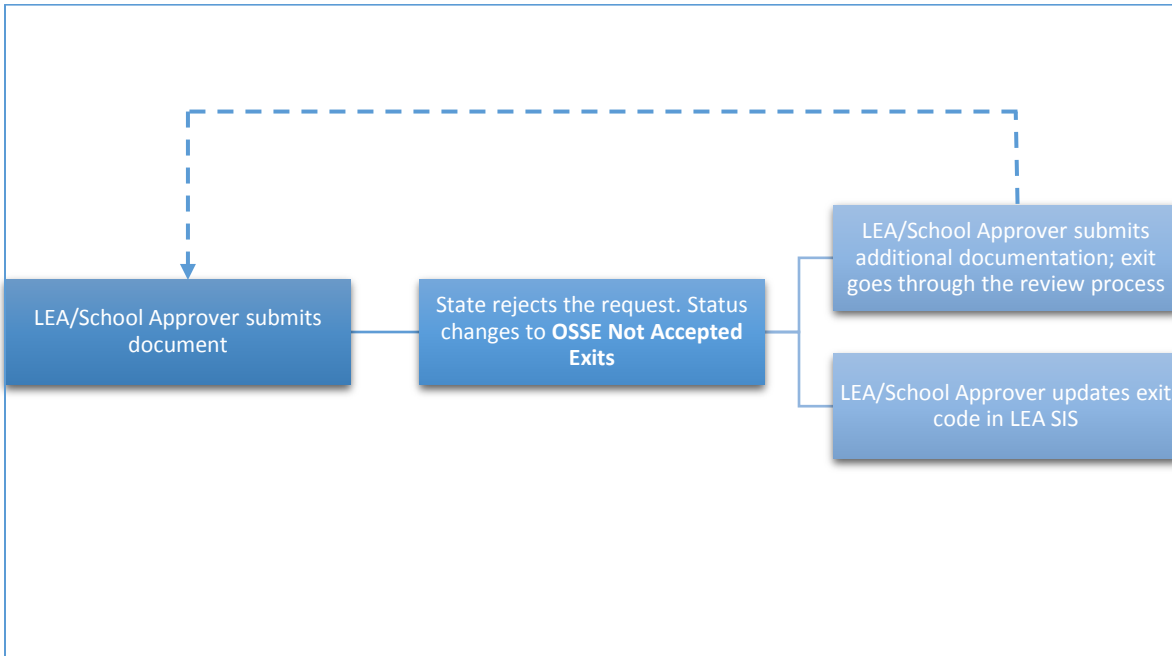 LEA/School Approver submits
additional documentation; exit
goes through the review process
LEA/School Approver submits
document
State rejects the request. Status
changes to OSSE Not Accepted
Exits
LEA/School Approver updates exit
code in LEA SIS